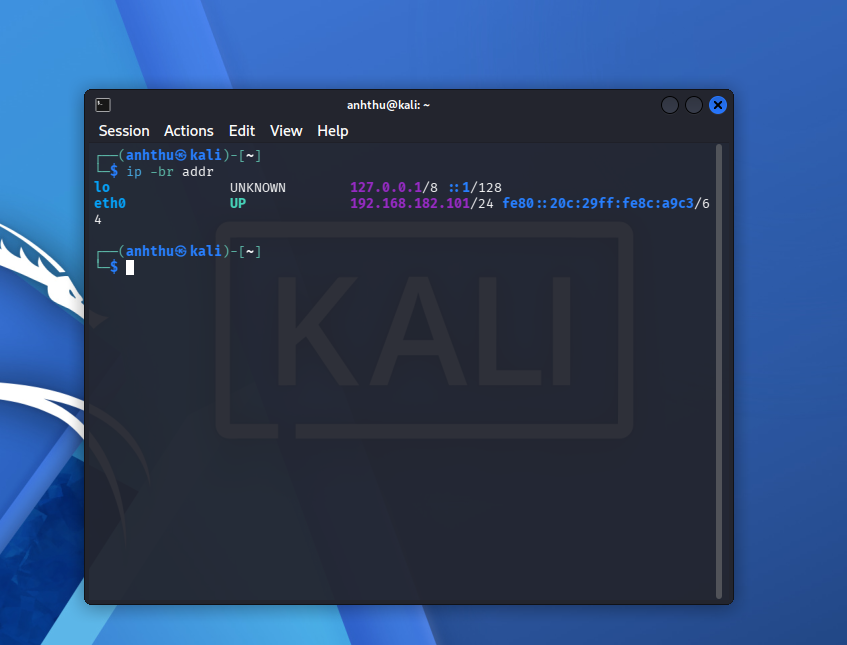 anhthu@kali: ~
Session Actions Edit View Help
┌──(anhthu㉿kali)-[~]
└─$ ip -br addr
lo UNKNOWN 127.0.0.1/8 ::1/128
eth0 UP 192.168.182.101/24 fe80::20c:29ff:fe8c:a9c3/6
4
┌──(anhthu㉿kali)-[~]
└─$
KALI